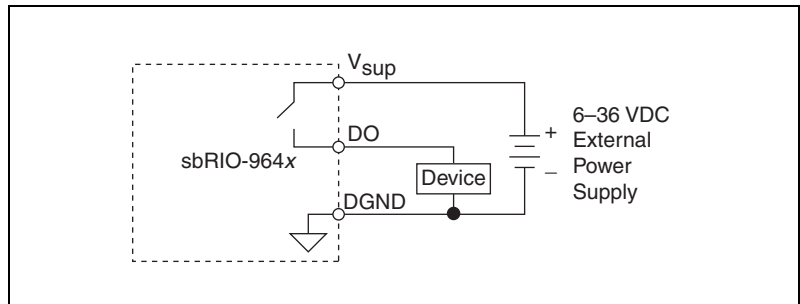 V_sup
DO
sbRIO-964x
Device
DGND
+
–
6–36 VDC
External
Power
Supply